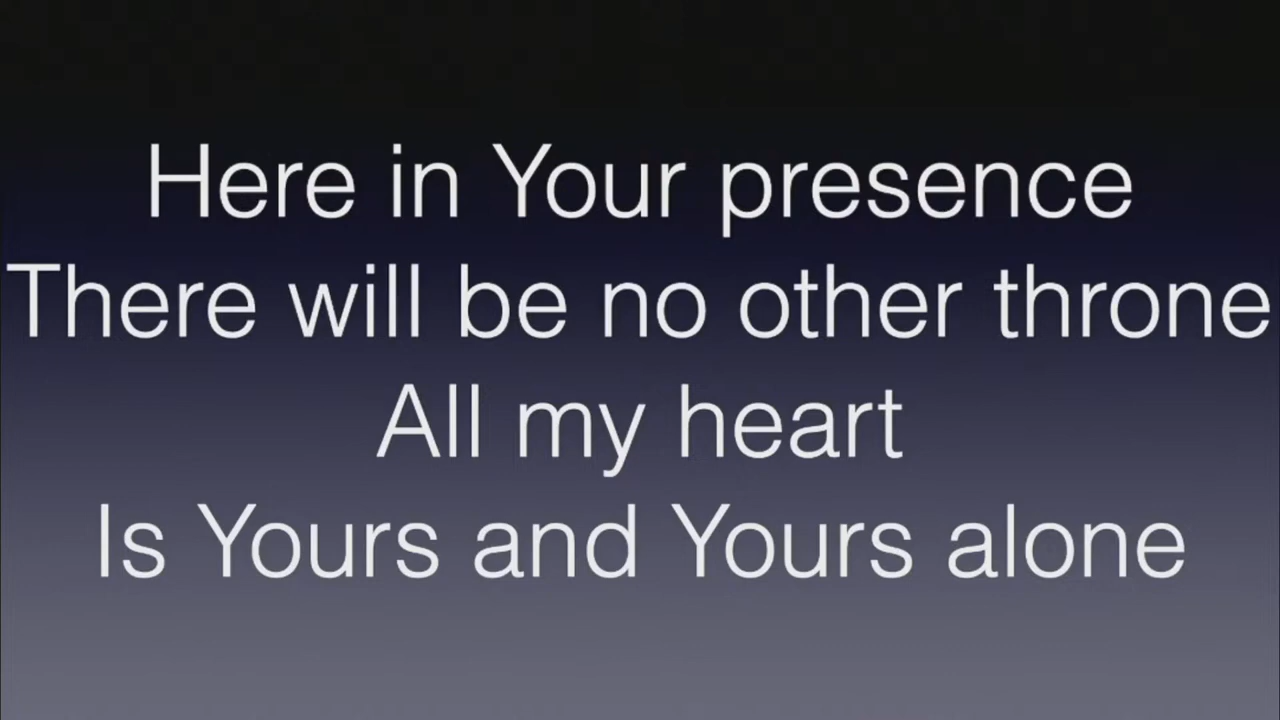 Here in Your presence
There will be no other throne
All my heart
Is Yours and Yours alone